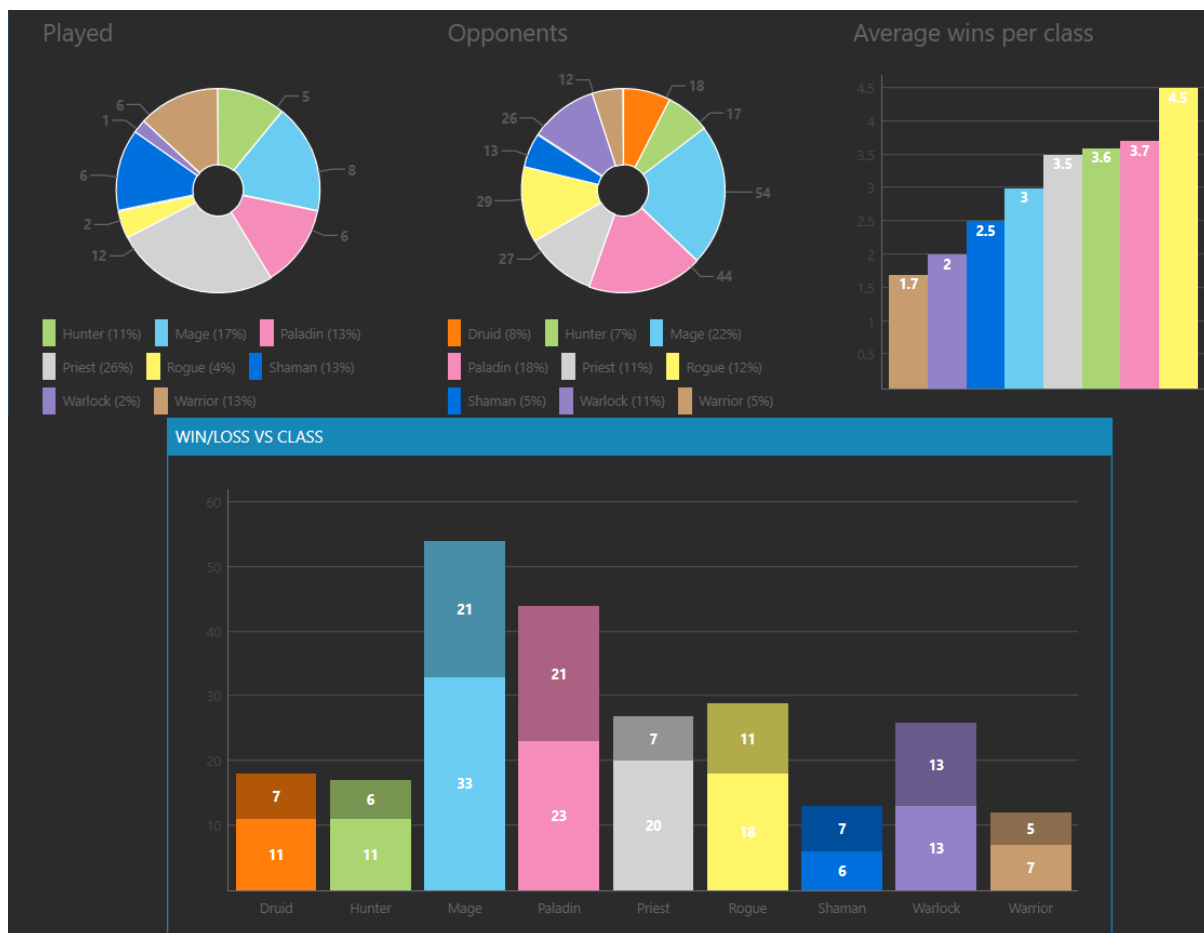 Played
6
5
1
8
6
2
6
12
Hunter (11%) Mage (17%) Paladin (13%)
Priest (26%) Rogue (4%) Shaman (13%)
Warlock (2%) Warrior (13%)
Opponents
12
18
26
17
13
54
29
27
44
Druid (8%) Hunter (7%) Mage (22%)
Paladin (18%) Priest (11%) Rogue (12%)
Shaman (5%) Warlock (11%) Warrior (5%)
Average wins per class
4.5
4
3.5
3
2.5
2
1.5
1
0.5
1.7 2 2.5 3 3.5 3.6 3.7 4.5
WIN/LOSS VS CLASS
60
50
40
30
20
10
7 6 21 21 7 11 7 13 5
11 11 33 23 20 18 6 13 7
Druid Hunter Mage Paladin Priest Rogue Shaman Warlock Warrior